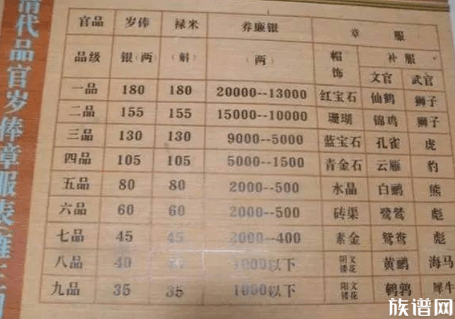 清代品官岁俸章服表(雍正
官品 岁俸 禄米 养廉银 章 服
品级 银(两) (斛) (两) 帽饰 补服 文官 武官
一品 180 180 20000--13000 红宝石 仙鹤 狮子
二品 155 155 15000--10000 珊瑚 锦鸡 狮子
三品 130 130 9000--5000 蓝宝石 孔雀 虎
四品 105 105 5000--1500 青金石 云雁 豹
五品 80 80 2000--500 水晶 白鹇 熊
六品 60 60 2000--500 砗渠 鹭鸶 彪
七品 45 45 2000--400 素金 彪
八品 40 1000以下 阴文镂花 黄鹂 海马
九品 35 35 1000以下 阳文镂花 鹌鹑 犀牛
族谱网